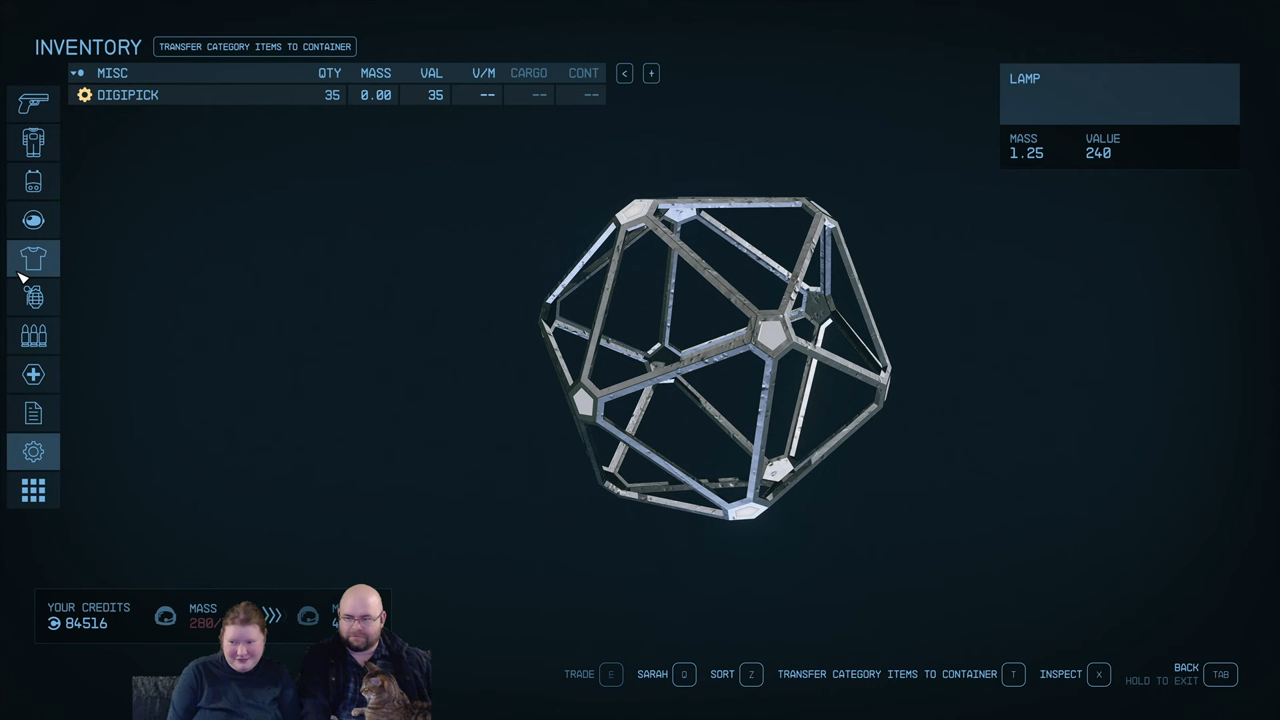 INVENTORY
TRANSFER CATEGORY ITEMS TO CONTAINER
MISC QTY MASS VAL V/M CARGO CONT < +
DIGIPICK 35 0.00 35 -- -- --
LAMP
MASS VALUE
1.25 240
YOUR CREDITS MASS
84516 280/
TRADE E SARAH Q SORT Z TRANSFER CATEGORY ITEMS TO CONTAINER T INSPECT X BACK
HOLD TO EXIT TAB